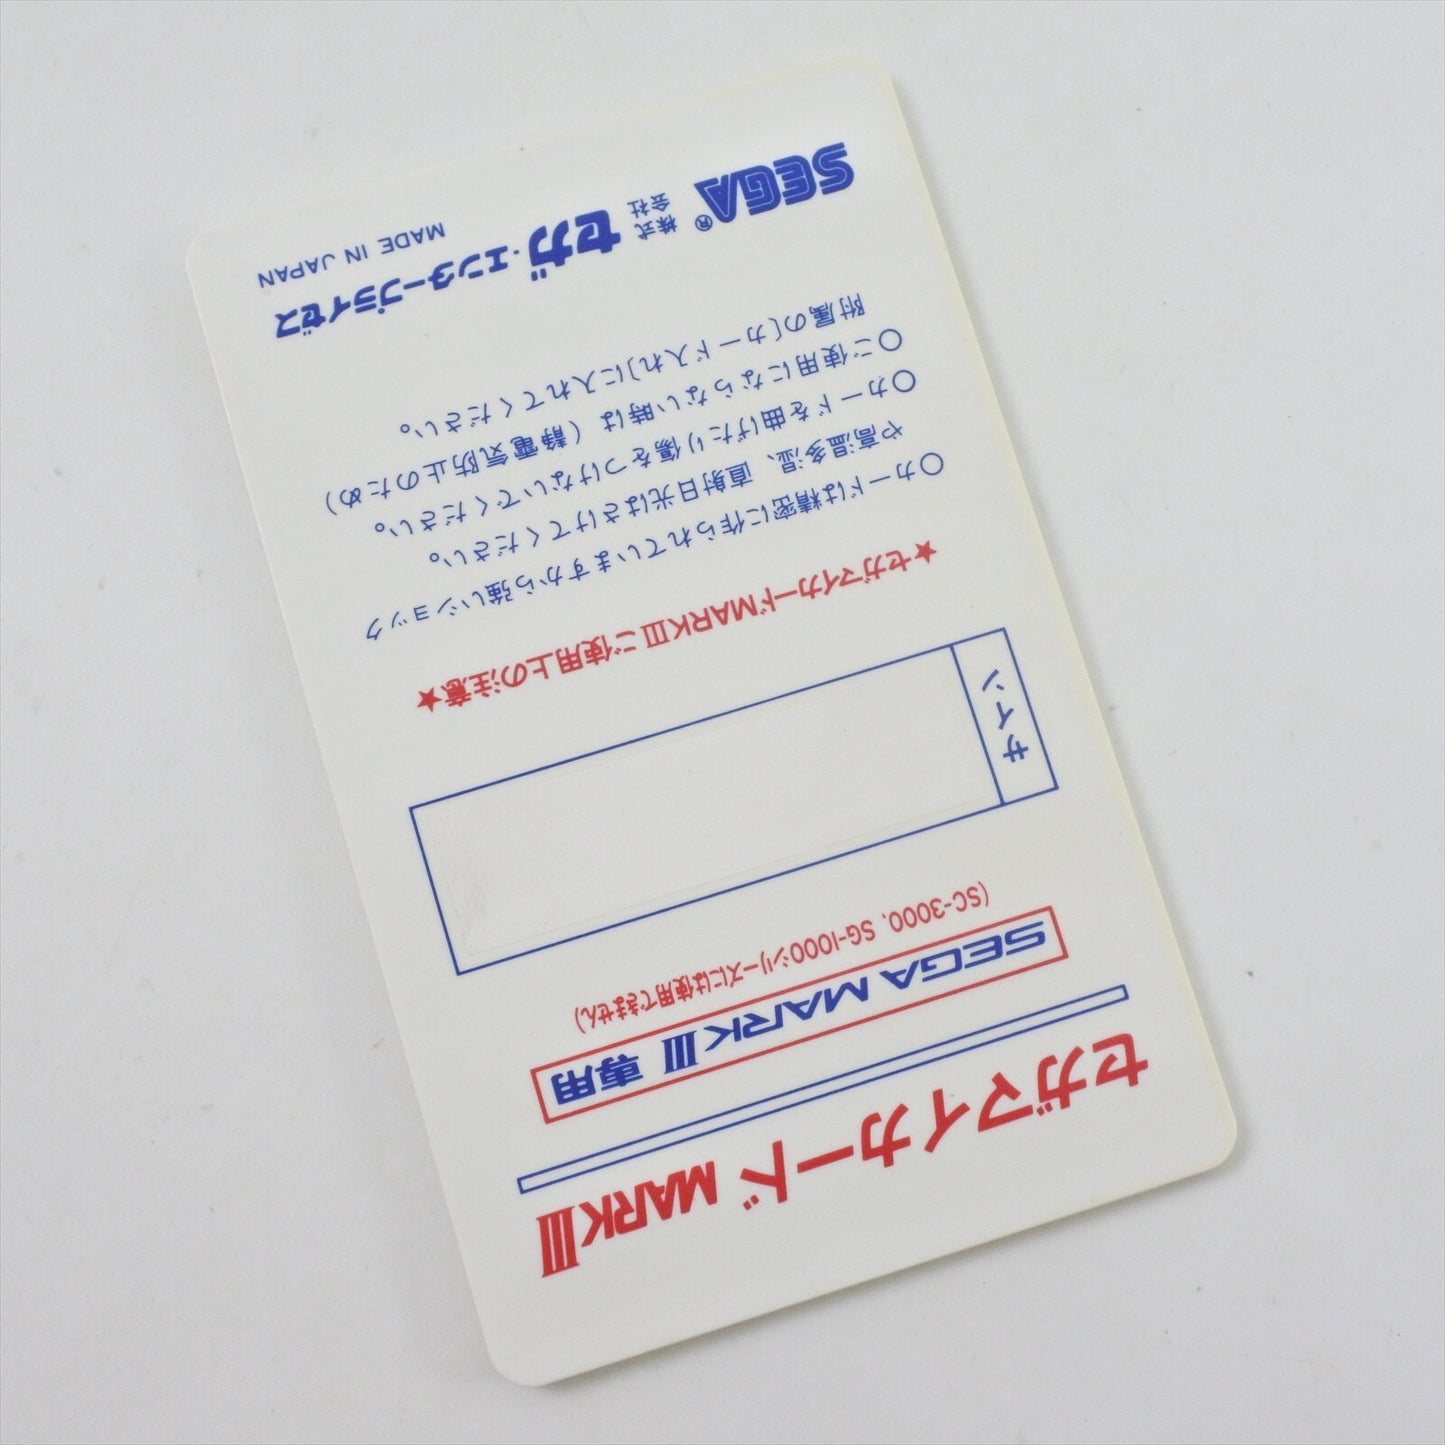 セガマイカード MARKIII
SEGA MARKIII 専用
(SC-3000, SG-1000シリーズには使用できません)
サイン
★セガマイカードMARKIIIご使用上の注意★
○カードは精密に作られていますから強いショック
や高温多湿、直射日光はさけてください。
○カードを曲げたり傷をつけないでください。
○ご使用にならない時は（静電気防止のため）
附属の〔カード入れ〕に入れてください。
SEGA® 株式会社 セガ・エンタープライゼス
MADE IN JAPAN